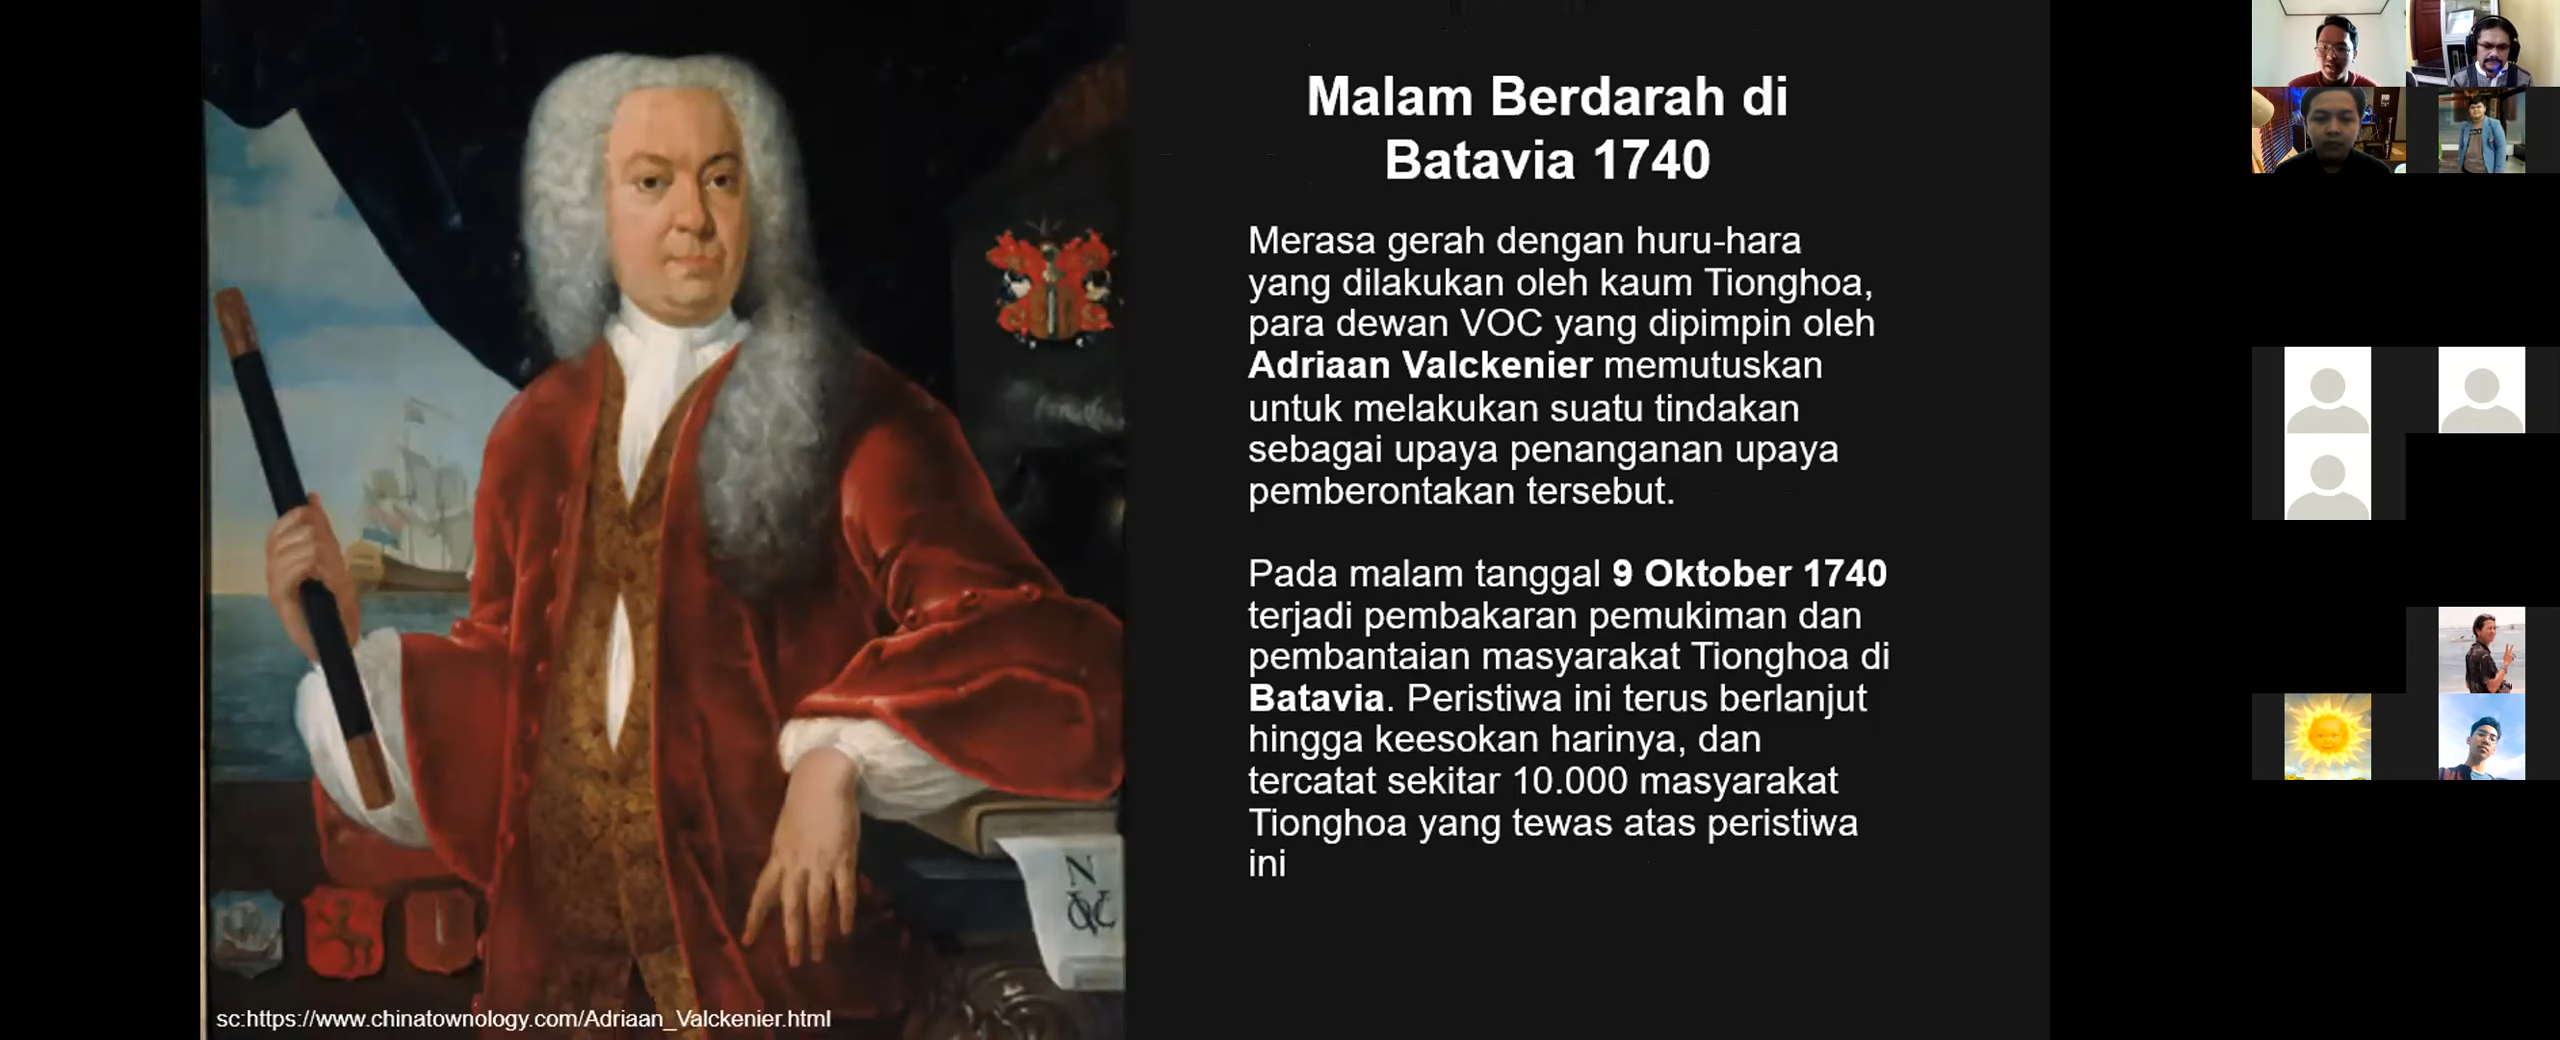 Malam Berdarah di
Batavia 1740
Merasa gerah dengan huru-hara
yang dilakukan oleh kaum Tionghoa,
para dewan VOC yang dipimpin oleh
Adriaan Valckenier memutuskan
untuk melakukan suatu tindakan
sebagai upaya penanganan upaya
pemberontakan tersebut.
Pada malam tanggal 9 Oktober 1740
terjadi pembakaran pemukiman dan
pembantaian masyarakat Tionghoa di
Batavia. Peristiwa ini terus berlanjut
hingga keesokan harinya, dan
tercatat sekitar 10.000 masyarakat
Tionghoa yang tewas atas peristiwa
ini
N
VOC
sc:https://www.chinatownology.com/Adriaan_Valckenier.html